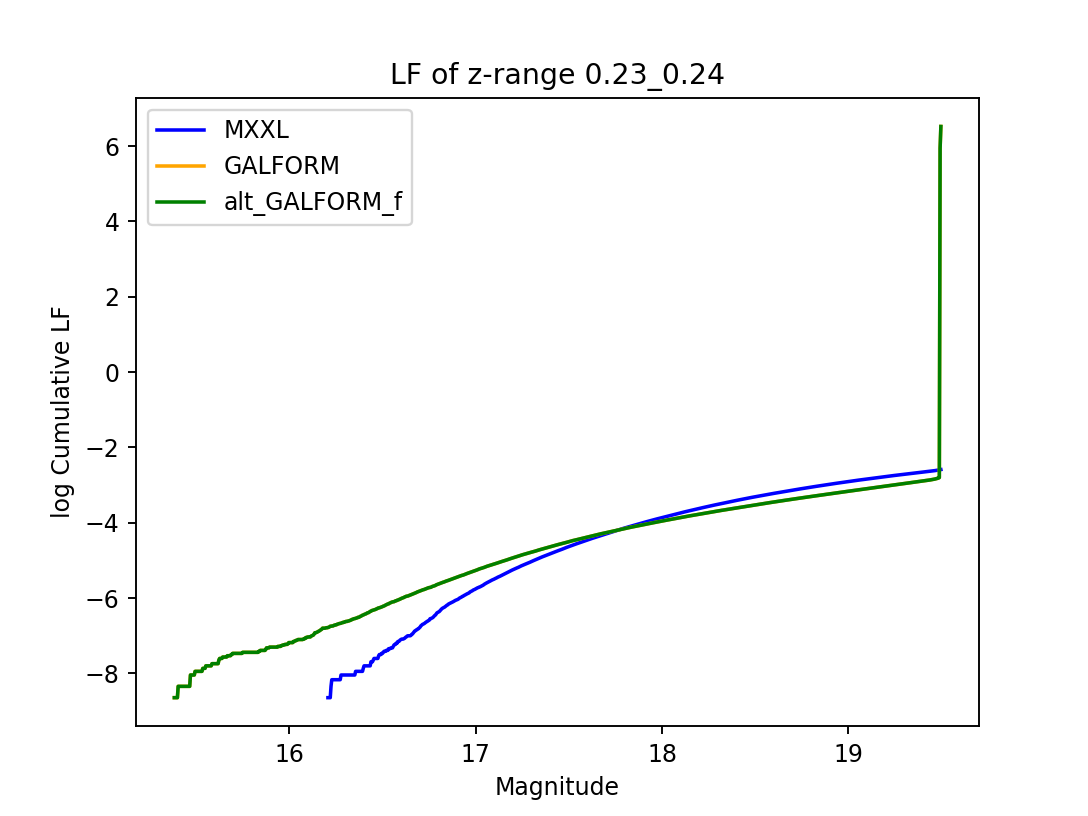 LF of z-range 0.23_0.24
MXXL
GALFORM
alt_GALFORM_f
6
4
2
0
−2
−4
−6
−8
log Cumulative LF
16
17
18
19
Magnitude